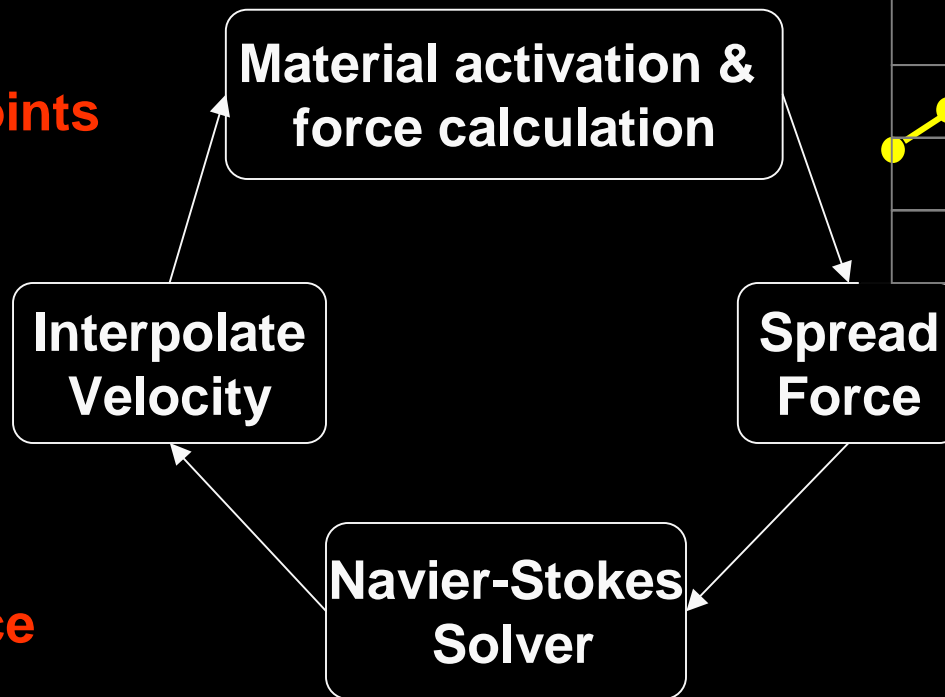 Material activation &
force calculation
Interpolate
Velocity
Spread
Force
Navier-Stokes
Solver